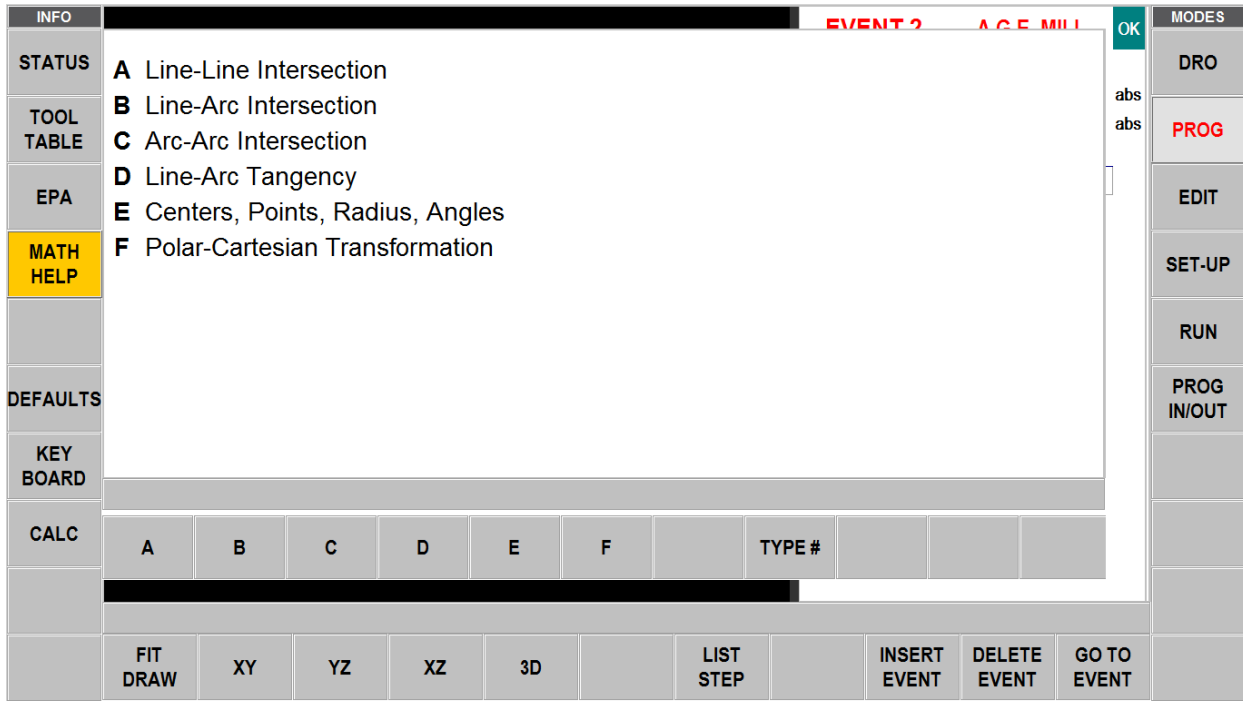 INFO
STATUS
TOOL
TABLE
EPA
MATH
HELP
DEFAULTS
KEY
BOARD
CALC
EVENT 2 A.G.E. MILL
OK
abs
abs
A Line-Line Intersection
B Line-Arc Intersection
C Arc-Arc Intersection
D Line-Arc Tangency
E Centers, Points, Radius, Angles
F Polar-Cartesian Transformation
A B C D E F TYPE #
FIT
DRAW
XY YZ XZ 3D
LIST
STEP
INSERT
EVENT
DELETE
EVENT
GO TO
EVENT
MODES
DRO
PROG
EDIT
SET-UP
RUN
PROG
IN/OUT